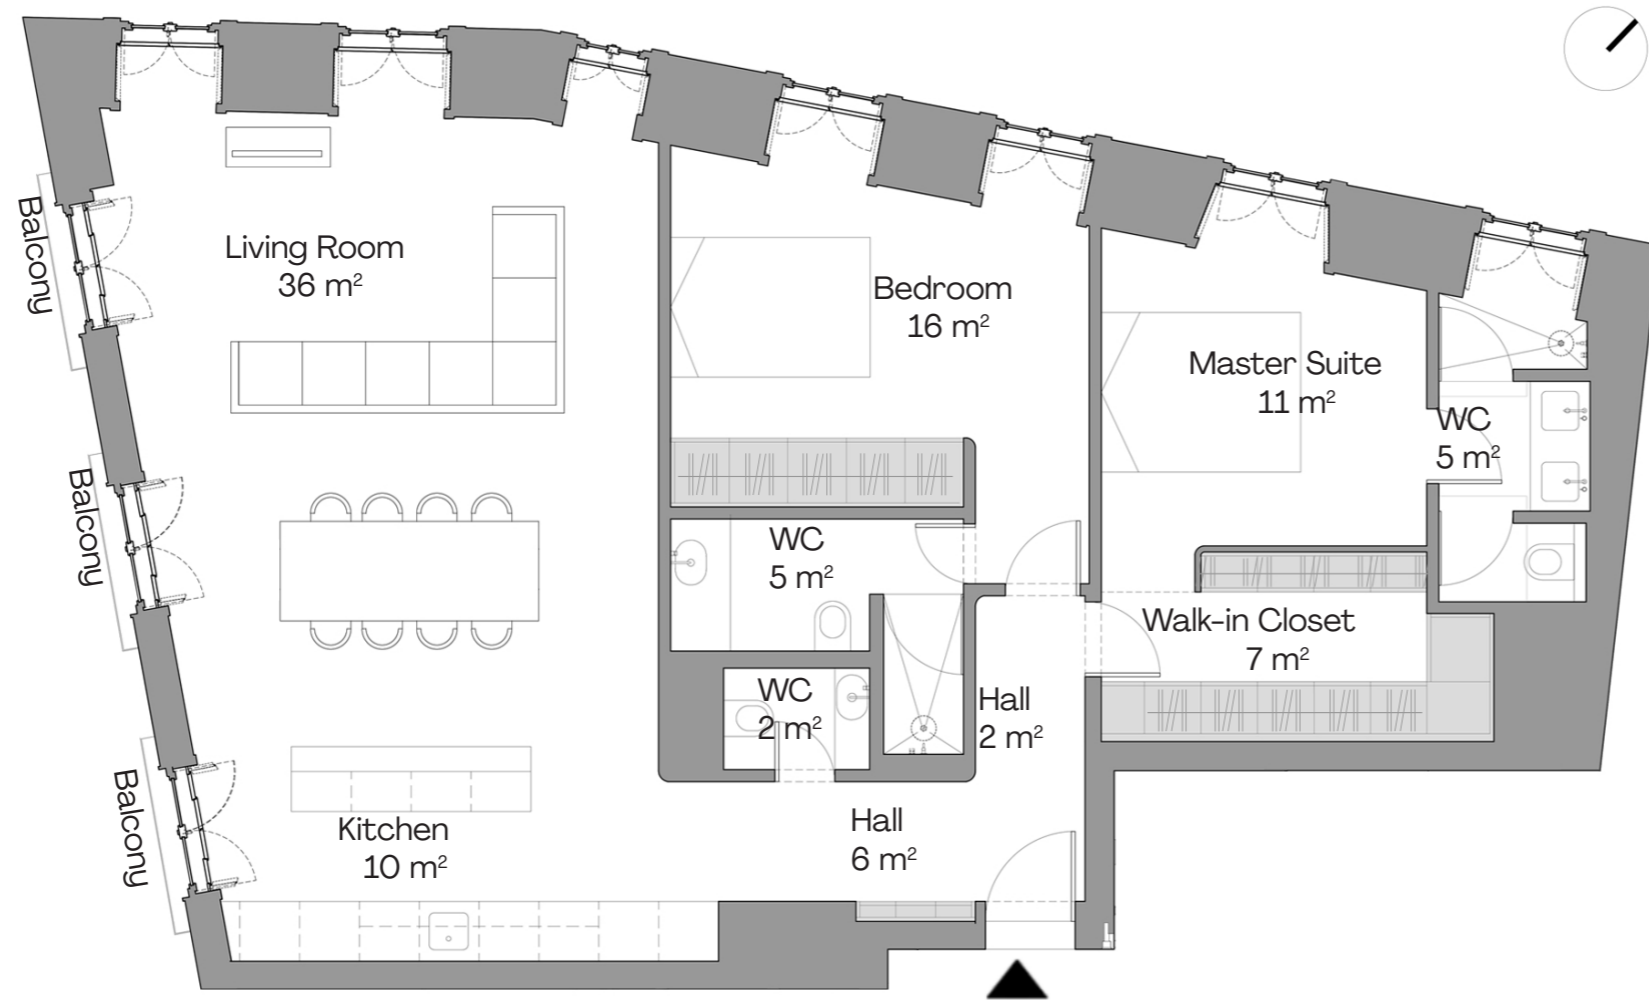 Balcony
Living Room
36 m²
Bedroom
16 m²
Master Suite
11 m²
WC
5 m²
Balcony
WC
5 m²
Walk-in Closet
7 m²
WC
2 m²
Hall
2 m²
Balcony
Kitchen
10 m²
Hall
6 m²